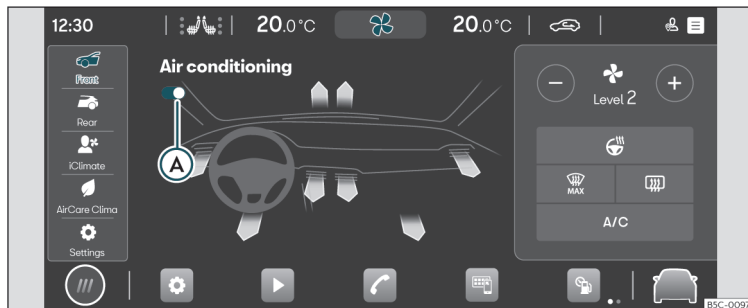 12:30
20.0°C
20.0°C
Front
Air conditioning
Level 2
Rear
A
iClimate
MAX
AirCare Clima
A/C
Settings
B5C-0097